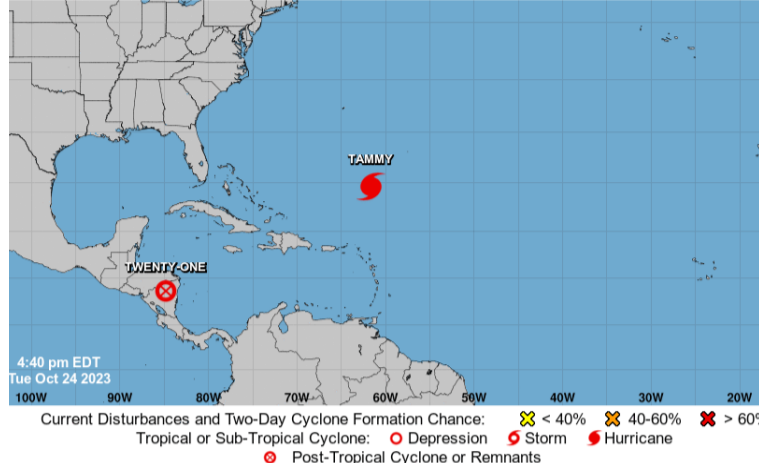 TAMMY
TWENTY-ONE
4:40 pm EDT
Tue Oct 24 2023
100W 90W 80W 70W 60W 50W 40W 30W 20W
Current Disturbances and Two-Day Cyclone Formation Chance: < 40% 40-60% > 60%
Tropical or Sub-Tropical Cyclone: Depression Storm Hurricane
Post-Tropical Cyclone or Remnants